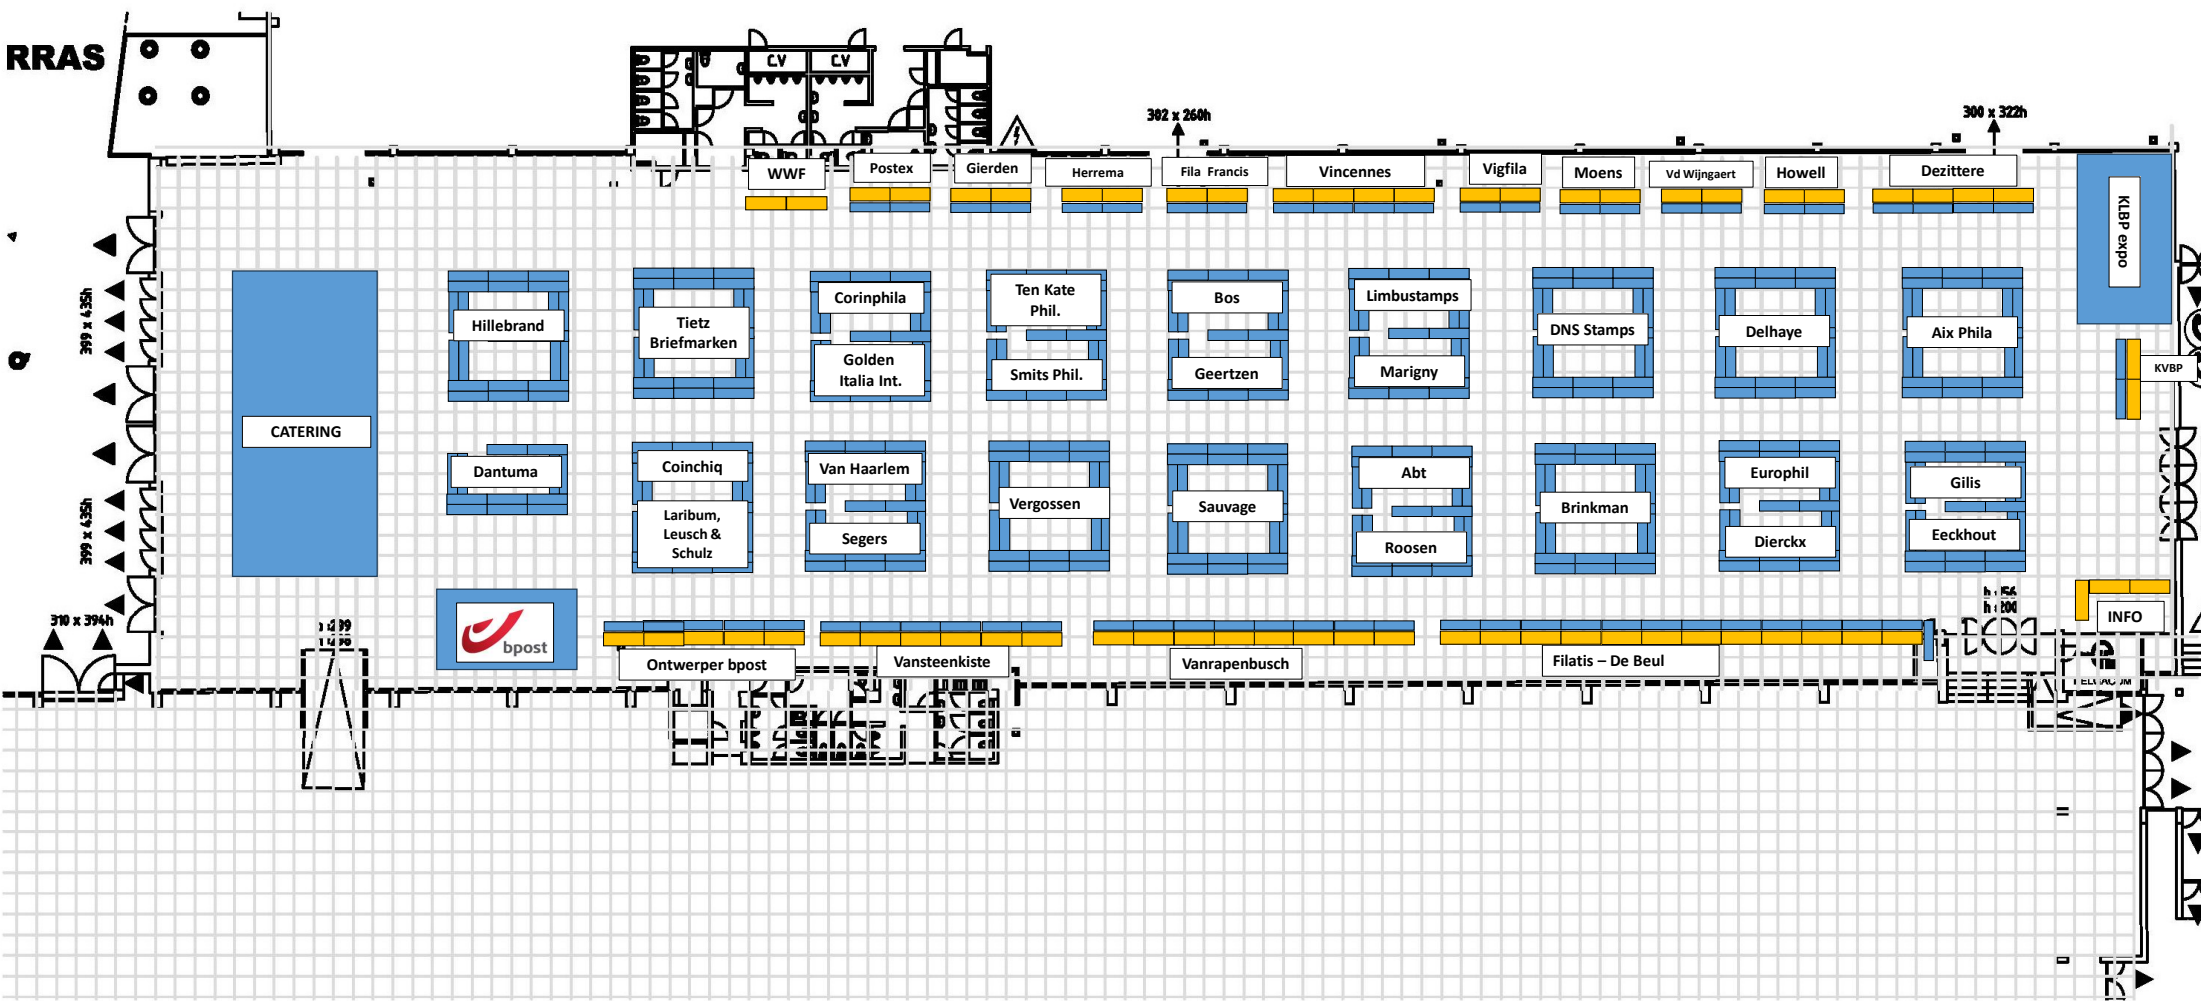 RRAS
C.V
C.V
302 x 260h
300 x 322h
WWF
Postex
Gierden
Herrema
Fila Francis
Vincennes
Vigfila
Moens
Vd Wijngaert
Howell
Dezittere
KLBP expo
399 x 435h
Hillebrand
Tietz
Briefmarken
Corinphila
Golden
Italia Int.
Ten Kate
Phil.
Smits Phil.
Bos
Geertzen
Limbustamps
Marigny
DNS Stamps
Delhaye
Aix Phila
KVBP
CATERING
Dantuma
Coinchiq
Laribum,
Leusch &
Schulz
Van Haarlem
Segers
Vergossen
Sauvage
Abt
Roosen
Brinkman
Europhil
Dierckx
Gilis
Eeckhout
399 x 435h
310 x 394h
bpost
Ontwerper bpost
Vansteenkiste
Vanrapenbusch
Filatis – De Beul
INFO